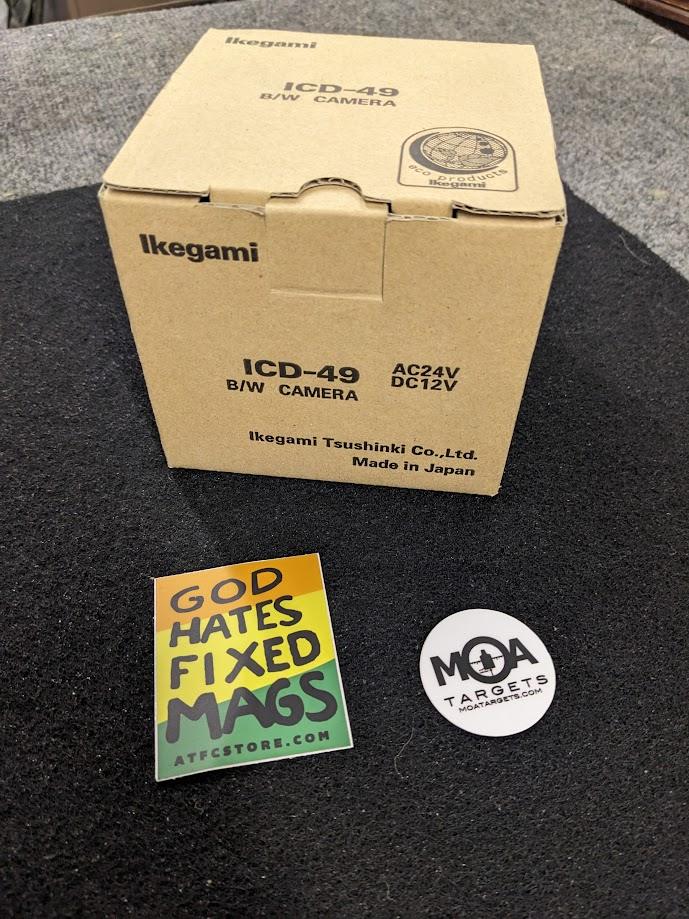 Ikegami
ICD-49
B/W CAMERA
eco products
Ikegami
Ikegami
ICD-49
B/W CAMERA
AC24V
DC12V
Ikegami Tsushinki Co.,Ltd.
Made in Japan
GOD
HATES
FIXED
MAGS
ATFCSTORE.COM
MOA
TARGETS
MOATARGETS.COM